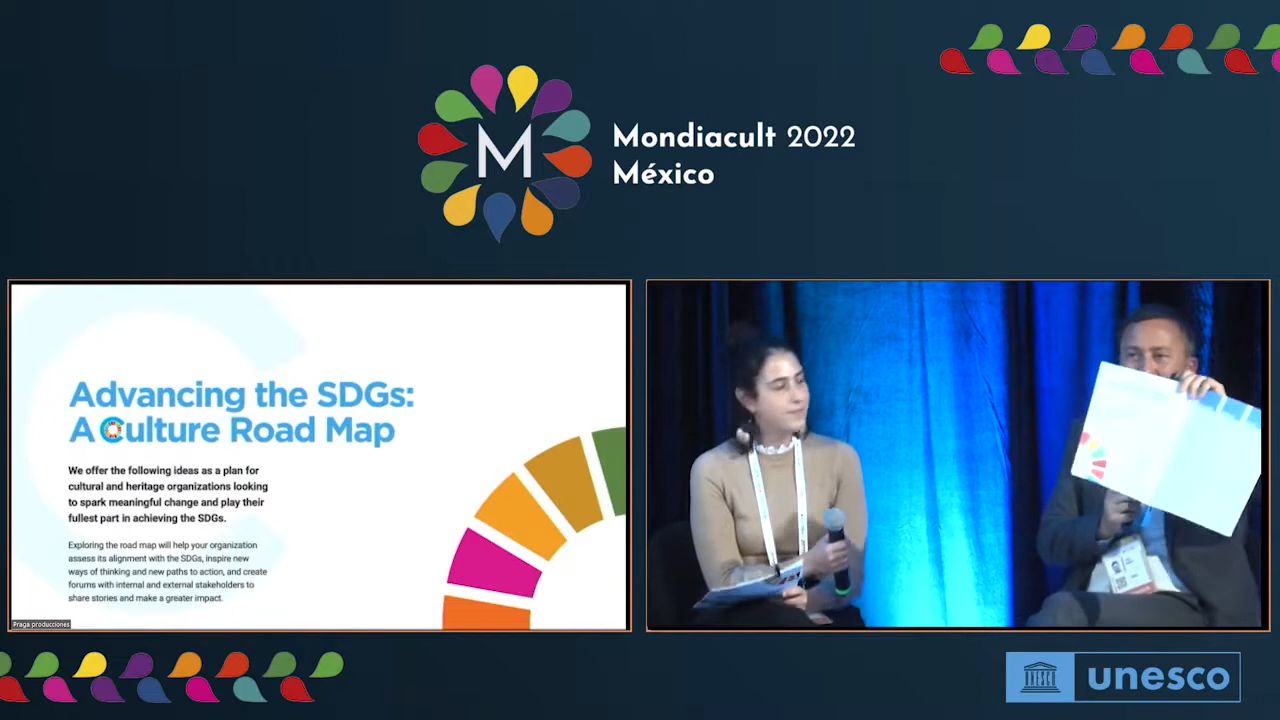 M
Mondiacult 2022
México
Advancing the SDGs:
A Culture Road Map
We offer the following ideas as a plan for
cultural and heritage organizations looking
to spark meaningful change and play their
fullest part in achieving the SDGs.
Exploring the road map will help your organization
assess its alignment with the SDGs, inspire new
ways of thinking and new paths to action, and create
forums with internal and external stakeholders to
share stories and make a greater impact.
Praga producciones
UNESCO
unesco